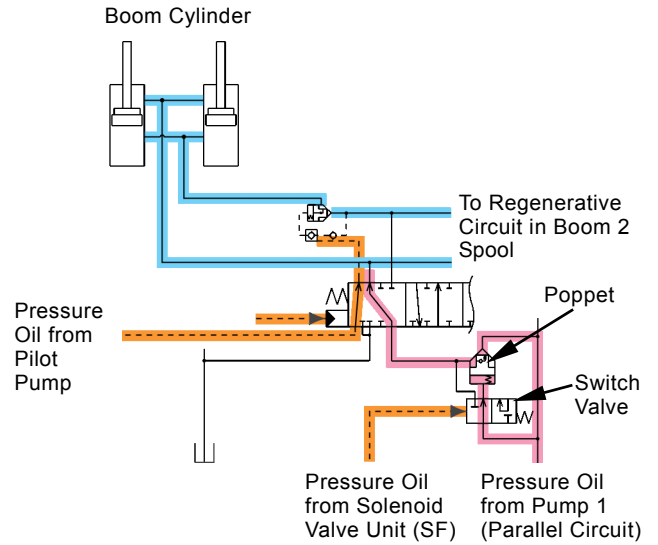 Boom Cylinder
To Regenerative
Circuit in Boom 2
Spool
Pressure
Oil from
Pilot
Pump
Poppet
Switch
Valve
Pressure Oil
from Solenoid
Valve Unit (SF)
Pressure Oil
from Pump 1
(Parallel Circuit)